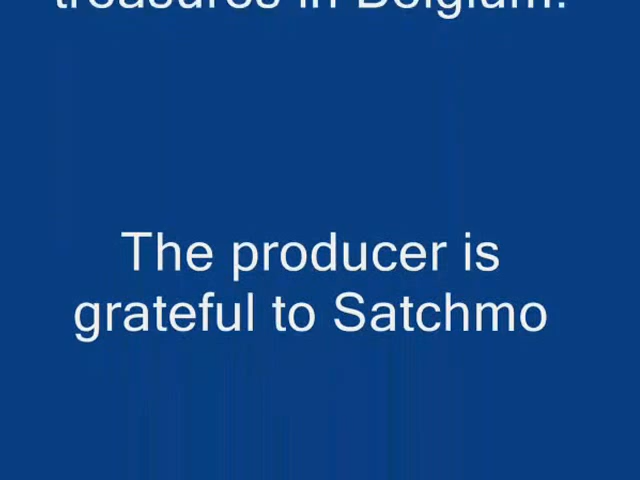 treasures in Belgium.
The producer is
grateful to Satchmo